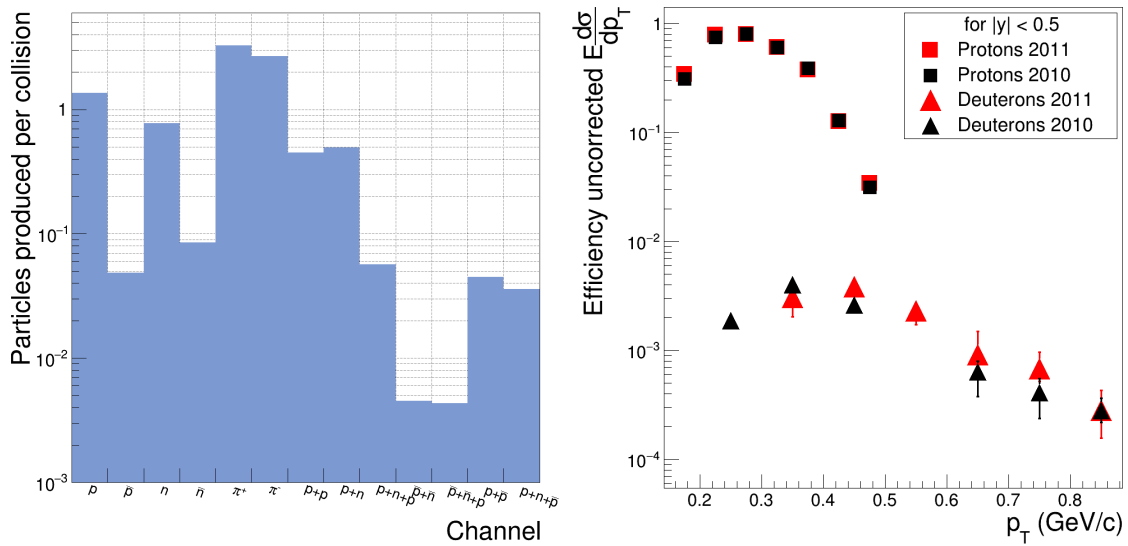 Particles produced per collision
1
10⁻¹
10⁻²
10⁻³
p p̅ n n̅ π⁺ π⁻ p+p p+n p+n+p p̅+n̅ p̅+n̅+p p+p̅ p+n+p̅
Channel
Efficiency uncorrected E dσ/dp_T
1
10⁻¹
10⁻²
10⁻³
10⁻⁴
for |y| < 0.5
Protons 2011
Protons 2010
Deuterons 2011
Deuterons 2010
0.2 0.3 0.4 0.5 0.6 0.7 0.8
p_T (GeV/c)